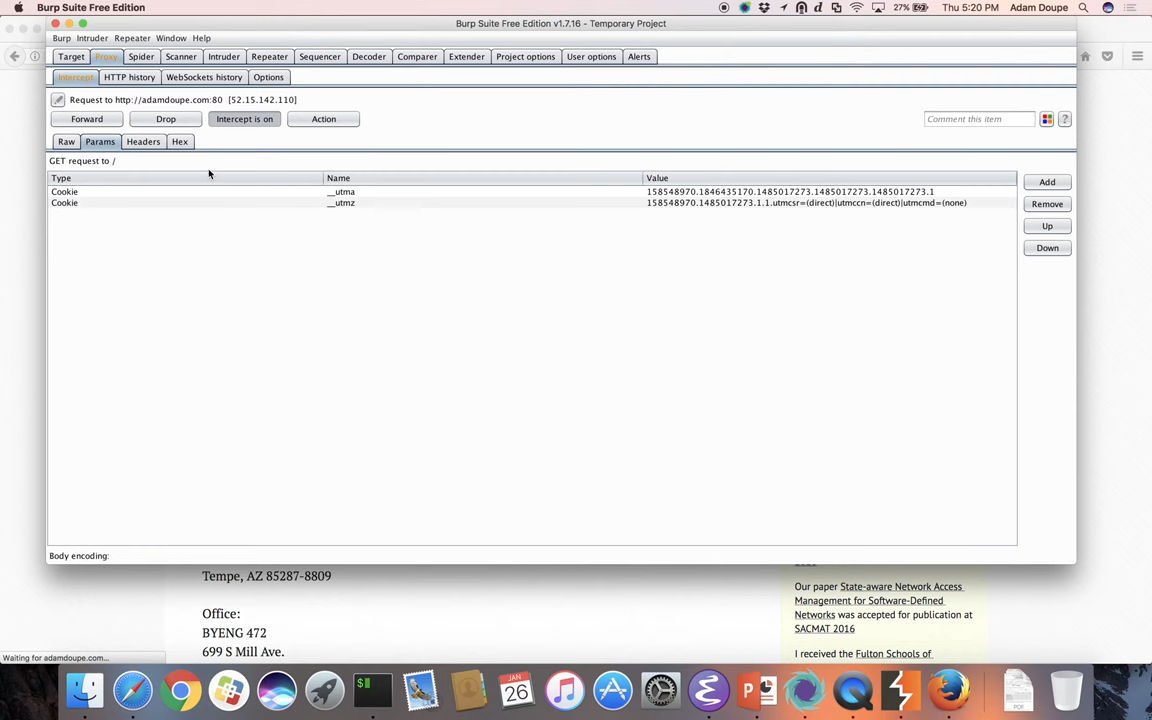 Burp Suite Free Edition
27%
Thu 5:20 PM
Adam Doupe
Burp Suite Free Edition v1.7.16 - Temporary Project
Burp Intruder Repeater Window Help
Target Proxy Spider Scanner Intruder Repeater Sequencer Decoder Comparer Extender Project options User options Alerts
Intercept HTTP history WebSockets history Options
Request to http://adamdoupe.com:80 [52.15.142.110]
Forward Drop Intercept is on Action Comment this item ?
Raw Params Headers Hex
GET request to /
Type Name Value
Cookie __utma 158548970.1846435170.1485017273.1485017273.1485017273.1
Cookie __utmz 158548970.1485017273.1.1.utmcsr=(direct)|utmccn=(direct)|utmcmd=(none)
Add
Remove
Up
Down
Body encoding:
Tempe, AZ 85287-8809
Office:
BYENG 472
699 S Mill Ave.
Our paper State-aware Network Access
Management for Software-Defined
Networks was accepted for publication at
SACMAT 2016
I received the Fulton Schools of
Waiting for adamdoupe.com...
JAN
26
PDF